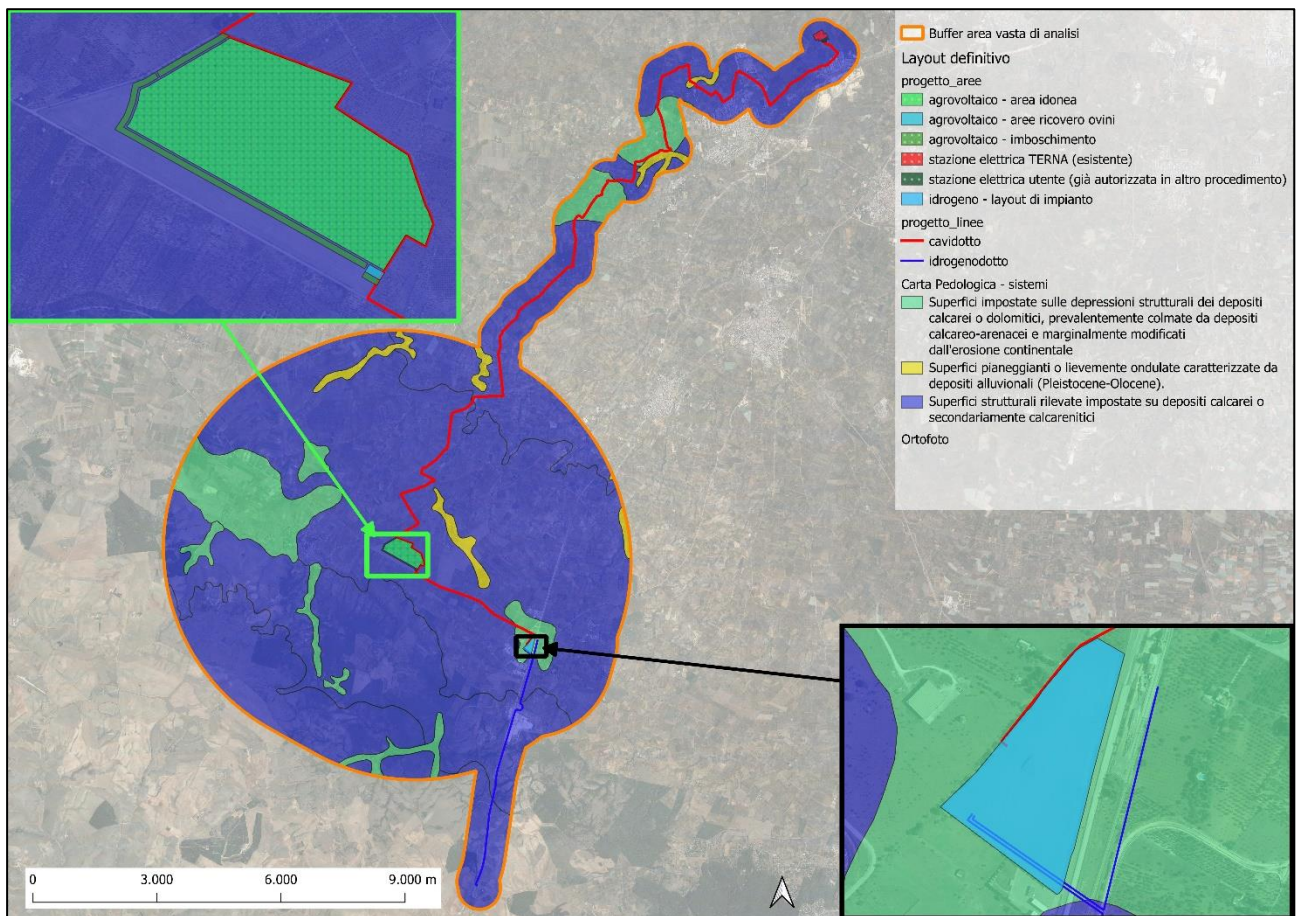 Buffer area vasta di analisi
Layout definitivo
progetto_aree
agrovoltaico - area idonea
agrovoltaico - aree ricovero ovini
agrovoltaico - imboschimento
stazione elettrica TERNA (esistente)
stazione elettrica utente (già autorizzata in altro procedimento)
idrogeno - layout di impianto
progetto_linee
cavidotto
idrogenodotto
Carta Pedologica - sistemi
Superfici impostate sulle depressioni strutturali dei depositi
calcarei o dolomitici, prevalentemente colmate da depositi
calcareo-arenacei e marginalmente modificati
dall'erosione continentale
Superfici pianeggianti o lievemente ondulate caratterizzate da
depositi alluvionali (Pleistocene-Olocene).
Superfici strutturali rilevate impostate su depositi calcarei o
secondariamente calcarenitici
Ortofoto
0 3.000 6.000 9.000 m